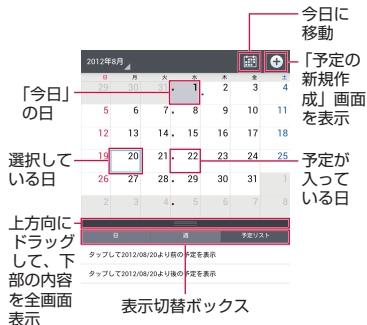 今日に
移動
2012年8月
「予定の
新規作
成」画面
を表示
日 月 火 水 木 金 土
29 30 31 1 2 3 4
「今日」
の日
5 6 7 8 9 10 11
12 13 14 15 16 17 18
選択して
いる日
19 20 21 22 23 24 25
予定が
入って
いる日
26 27 28 29 30 31 1
2 3 4 5 6 7 8
上方向に
ドラッグ
して、下
部の内容
を全画面
表示
日 週 予定リスト
タップして2012/08/20より前の予定を表示
タップして2012/08/20より後の予定を表示
表示切替ボックス